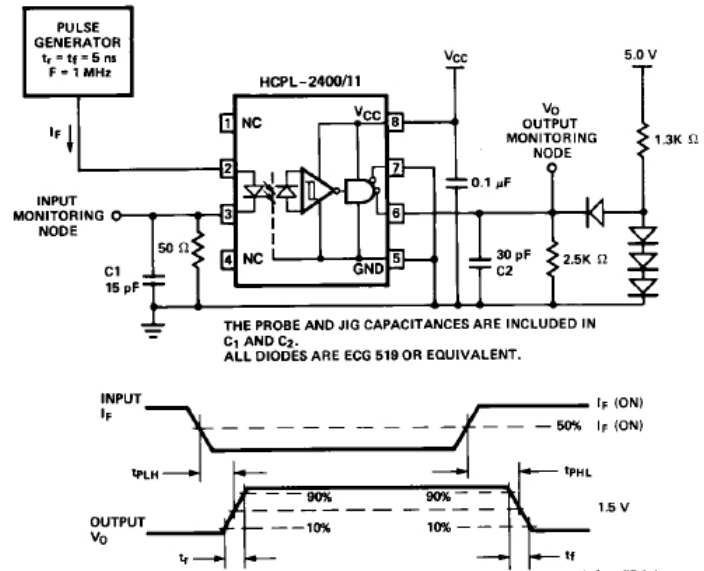 PULSE
GENERATOR
tr = tf = 5 ns
F = 1 MHz
IF
HCPL-2400/11
VCC
5.0 V
1 NC
VCC 8
VO
OUTPUT
MONITORING
NODE
1.3K Ω
2
7
0.1 µF
INPUT
MONITORING
NODE
3
6
50 Ω
C1
15 pF
4 NC
GND 5
30 pF
C2
2.5K Ω
THE PROBE AND JIG CAPACITANCES ARE INCLUDED IN
C1 AND C2.
ALL DIODES ARE ECG 519 OR EQUIVALENT.
INPUT
IF
IF (ON)
50% IF (ON)
tPLH
tPHL
90% 90%
1.5 V
OUTPUT
VO
10% 10%
tr
tf